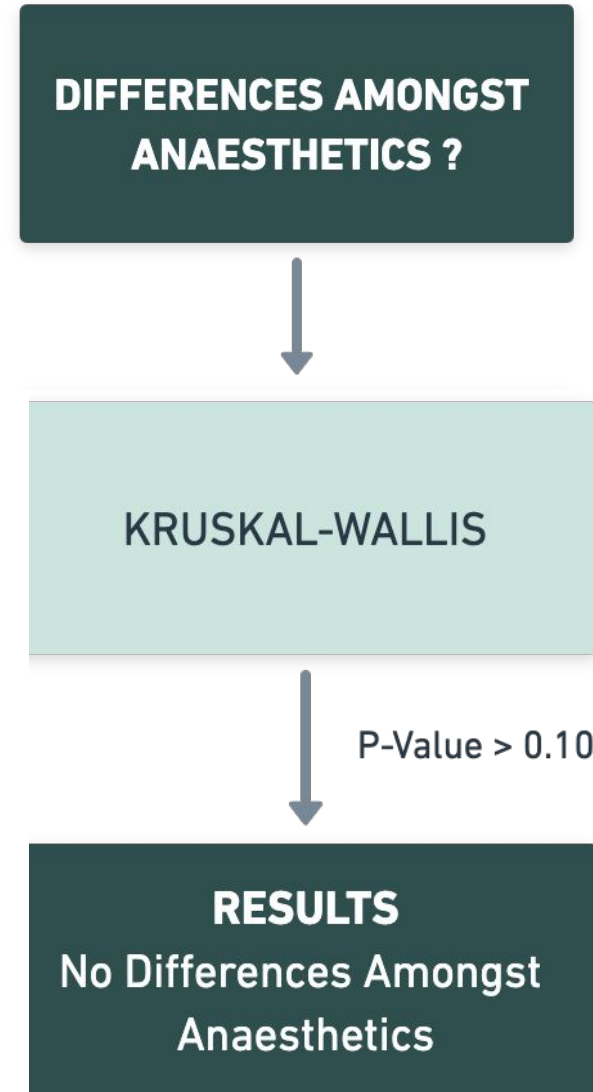 DIFFERENCES AMONGST
ANAESTHETICS ?
KRUSKAL-WALLIS
P-Value > 0.10
RESULTS
No Differences Amongst
Anaesthetics